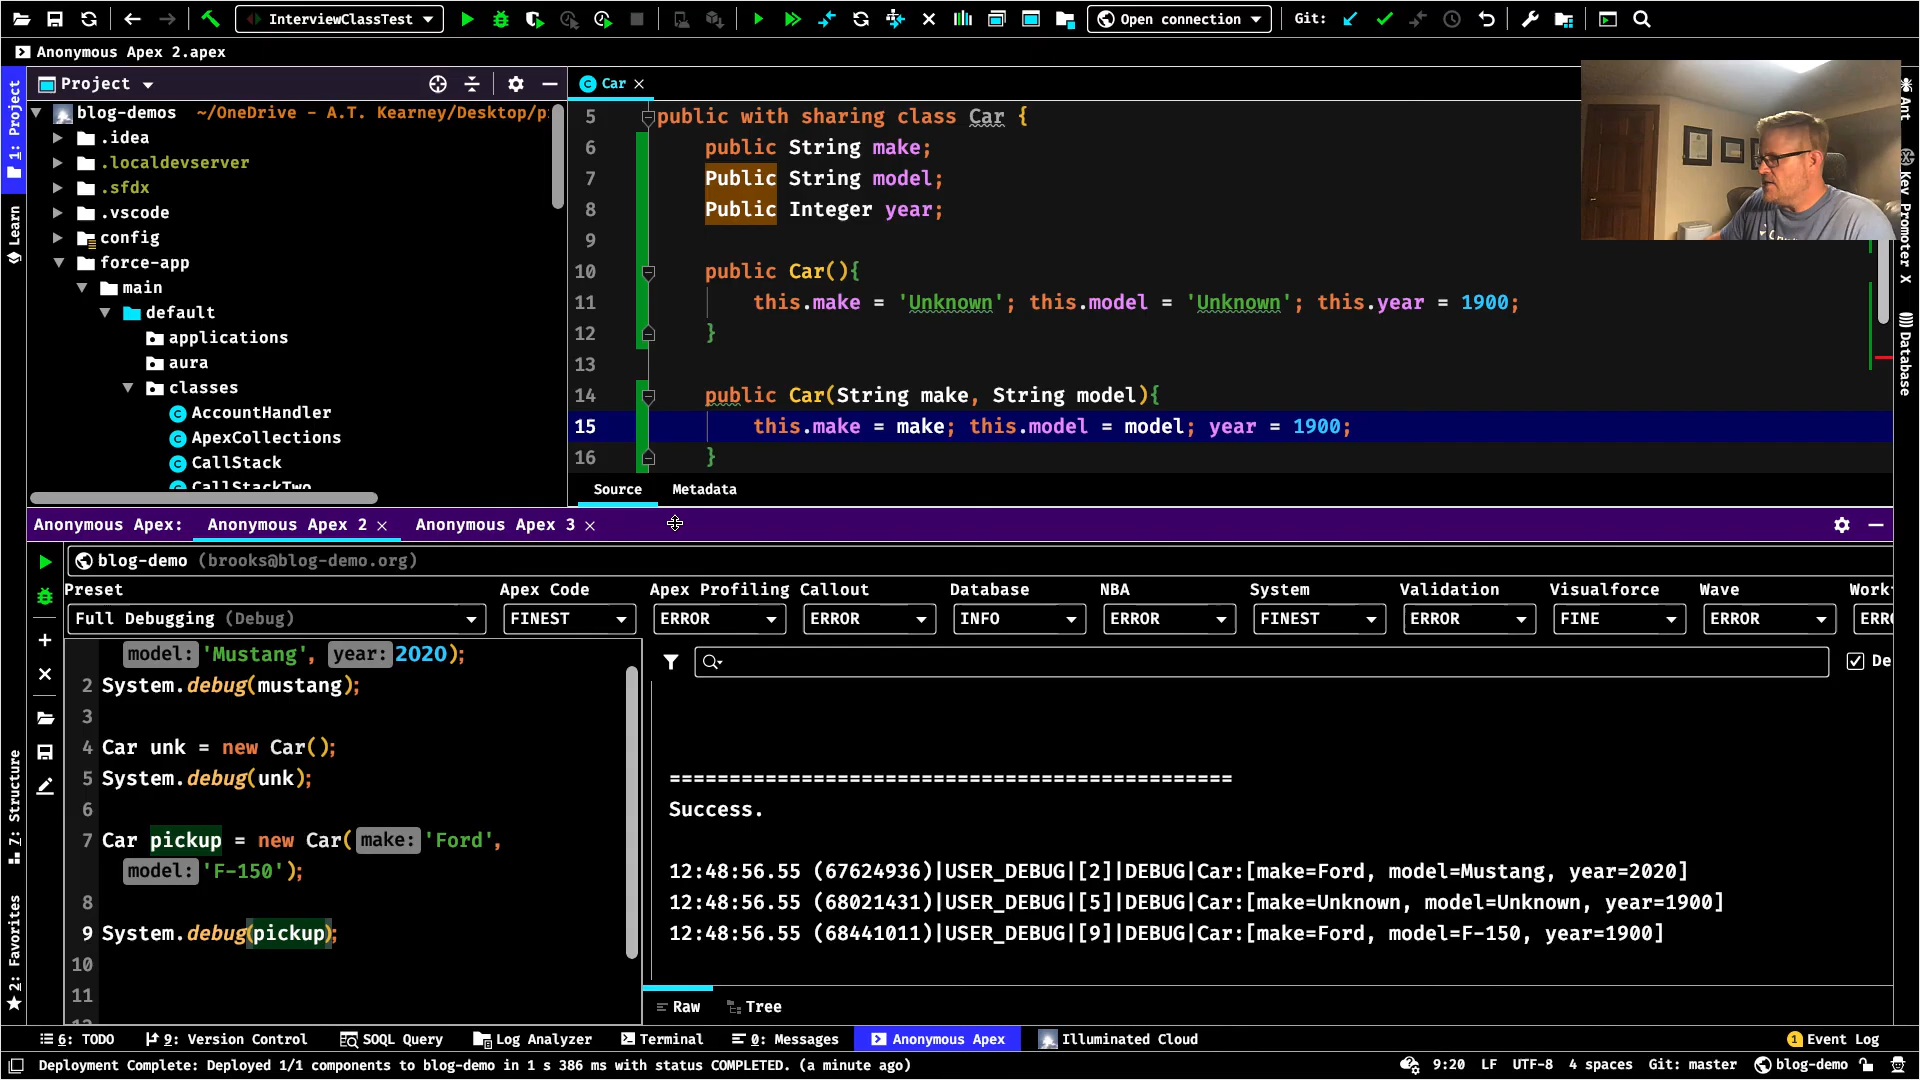 InterviewClassTest
Open connection
Git:
Anonymous Apex 2.apex
1: Project
Learn
7: Structure
2: Favorites
Project
blog-demos ~/OneDrive - A.T. Kearney/Desktop/p
.idea
.localdevserver
.sfdx
.vscode
config
force-app
main
default
applications
aura
classes
AccountHandler
ApexCollections
CallStack
CallStackTwo
Car
5 public with sharing class Car {
6 public String make;
7 Public String model;
8 Public Integer year;
9
10 public Car(){
11 this.make = 'Unknown'; this.model = 'Unknown'; this.year = 1900;
12 }
13
14 public Car(String make, String model){
15 this.make = make; this.model = model; year = 1900;
16 }
Source Metadata
Ant
Key Promoter X
Database
Anonymous Apex: Anonymous Apex 2 Anonymous Apex 3
blog-demo (brooks@blog-demo.org)
Preset Apex Code Apex Profiling Callout Database NBA System Validation Visualforce Wave Work
Full Debugging (Debug) FINEST ERROR ERROR INFO ERROR FINEST ERROR FINE ERROR ERR
model: 'Mustang', year: 2020);
2 System.debug(mustang);
3
4 Car unk = new Car();
5 System.debug(unk);
6
7 Car pickup = new Car( make: 'Ford',
model: 'F-150');
8
9 System.debug(pickup);
10
11
De
===============================================
Success.
12:48:56.55 (67624936)|USER_DEBUG|[2]|DEBUG|Car:[make=Ford, model=Mustang, year=2020]
12:48:56.55 (68021431)|USER_DEBUG|[5]|DEBUG|Car:[make=Unknown, model=Unknown, year=1900]
12:48:56.55 (68441011)|USER_DEBUG|[9]|DEBUG|Car:[make=Ford, model=F-150, year=1900]
Raw Tree
6: TODO 9: Version Control SOQL Query Log Analyzer Terminal 0: Messages Anonymous Apex Illuminated Cloud 1 Event Log
Deployment Complete: Deployed 1/1 components to blog-demo in 1 s 386 ms with status COMPLETED. (a minute ago) 9:20 LF UTF-8 4 spaces Git: master blog-demo